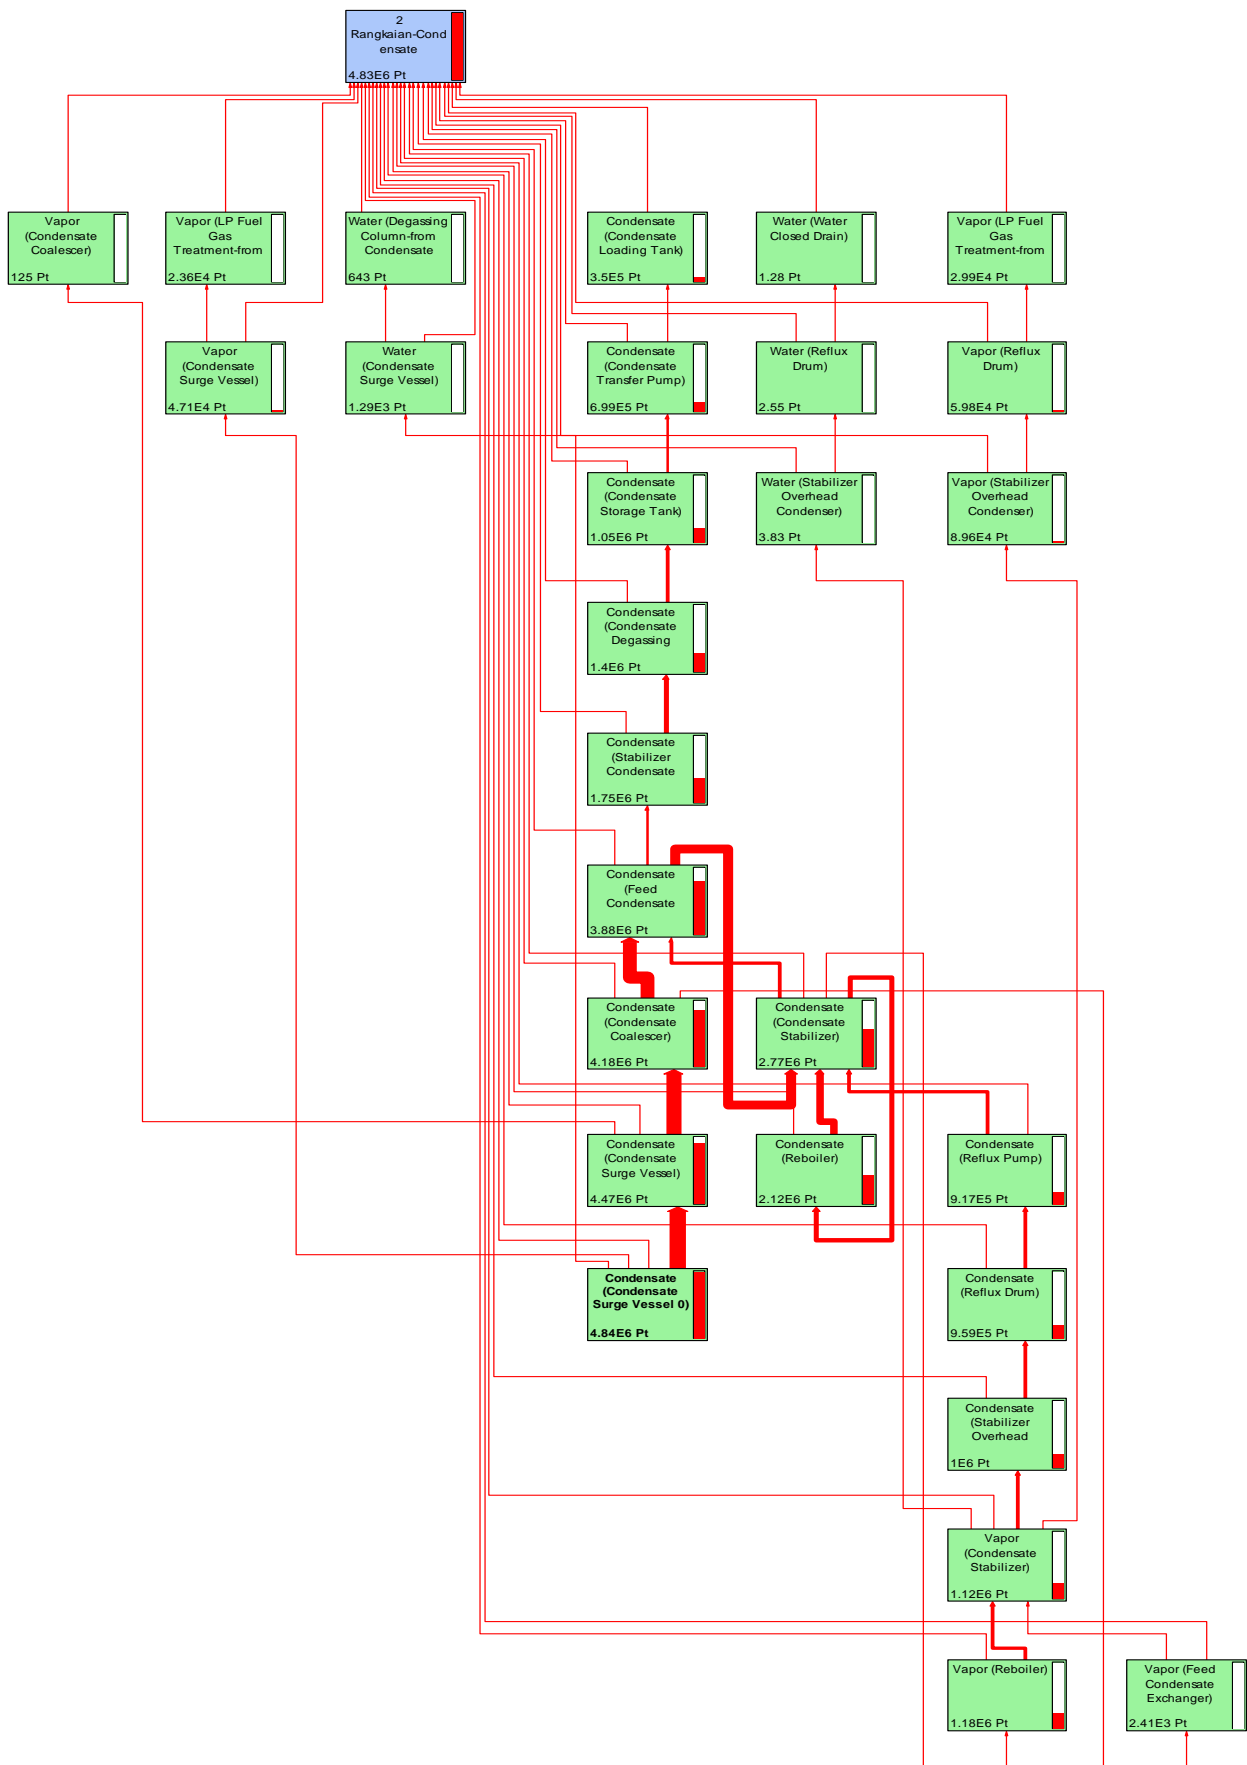 2
Rangkaian-Cond
ensate
4.83E6 Pt
Vapor
(Condensate
Coalescer)
125 Pt
Vapor (LP Fuel
Gas
Treatment-from
2.36E4 Pt
Water (Degassing
Column-from
Condensate
643 Pt
Condensate
(Condensate
Loading Tank)
3.5E5 Pt
Water (Water
Closed Drain)
1.28 Pt
Vapor (LP Fuel
Gas
Treatment-from
2.99E4 Pt
Vapor
(Condensate
Surge Vessel)
4.71E4 Pt
Water
(Condensate
Surge Vessel)
1.29E3 Pt
Condensate
(Condensate
Transfer Pump)
6.99E5 Pt
Water (Reflux
Drum)
2.55 Pt
Vapor (Reflux
Drum)
5.98E4 Pt
Condensate
(Condensate
Storage Tank)
1.05E6 Pt
Water (Stabilizer
Overhead
Condenser)
3.83 Pt
Vapor (Stabilizer
Overhead
Condenser)
8.96E4 Pt
Condensate
(Condensate
Degassing
1.4E6 Pt
Condensate
(Stabilizer
Condensate
1.75E6 Pt
Condensate
(Feed
Condensate
3.88E6 Pt
Condensate
(Condensate
Coalescer)
4.18E6 Pt
Condensate
(Condensate
Stabilizer)
2.77E6 Pt
Condensate
(Condensate
Surge Vessel)
4.47E6 Pt
Condensate
(Reboiler)
2.12E6 Pt
Condensate
(Reflux Pump)
9.17E5 Pt
Condensate
(Condensate
Surge Vessel 0)
4.84E6 Pt
Condensate
(Reflux Drum)
9.59E5 Pt
Condensate
(Stabilizer
Overhead
1E6 Pt
Vapor
(Condensate
Stabilizer)
1.12E6 Pt
Vapor (Reboiler)
1.18E6 Pt
Vapor (Feed
Condensate
Exchanger)
2.41E3 Pt